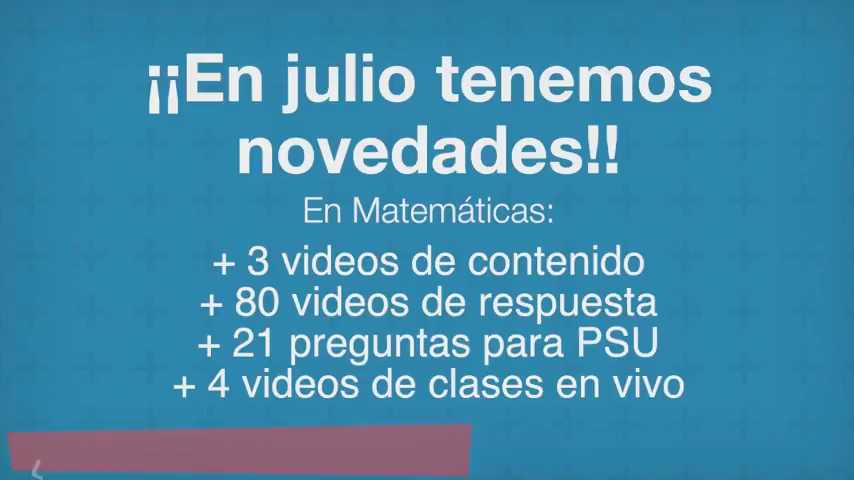 ¡¡En julio tenemos
novedades!!
En Matemáticas:
+ 3 videos de contenido
+ 80 videos de respuesta
+ 21 preguntas para PSU
+ 4 videos de clases en vivo